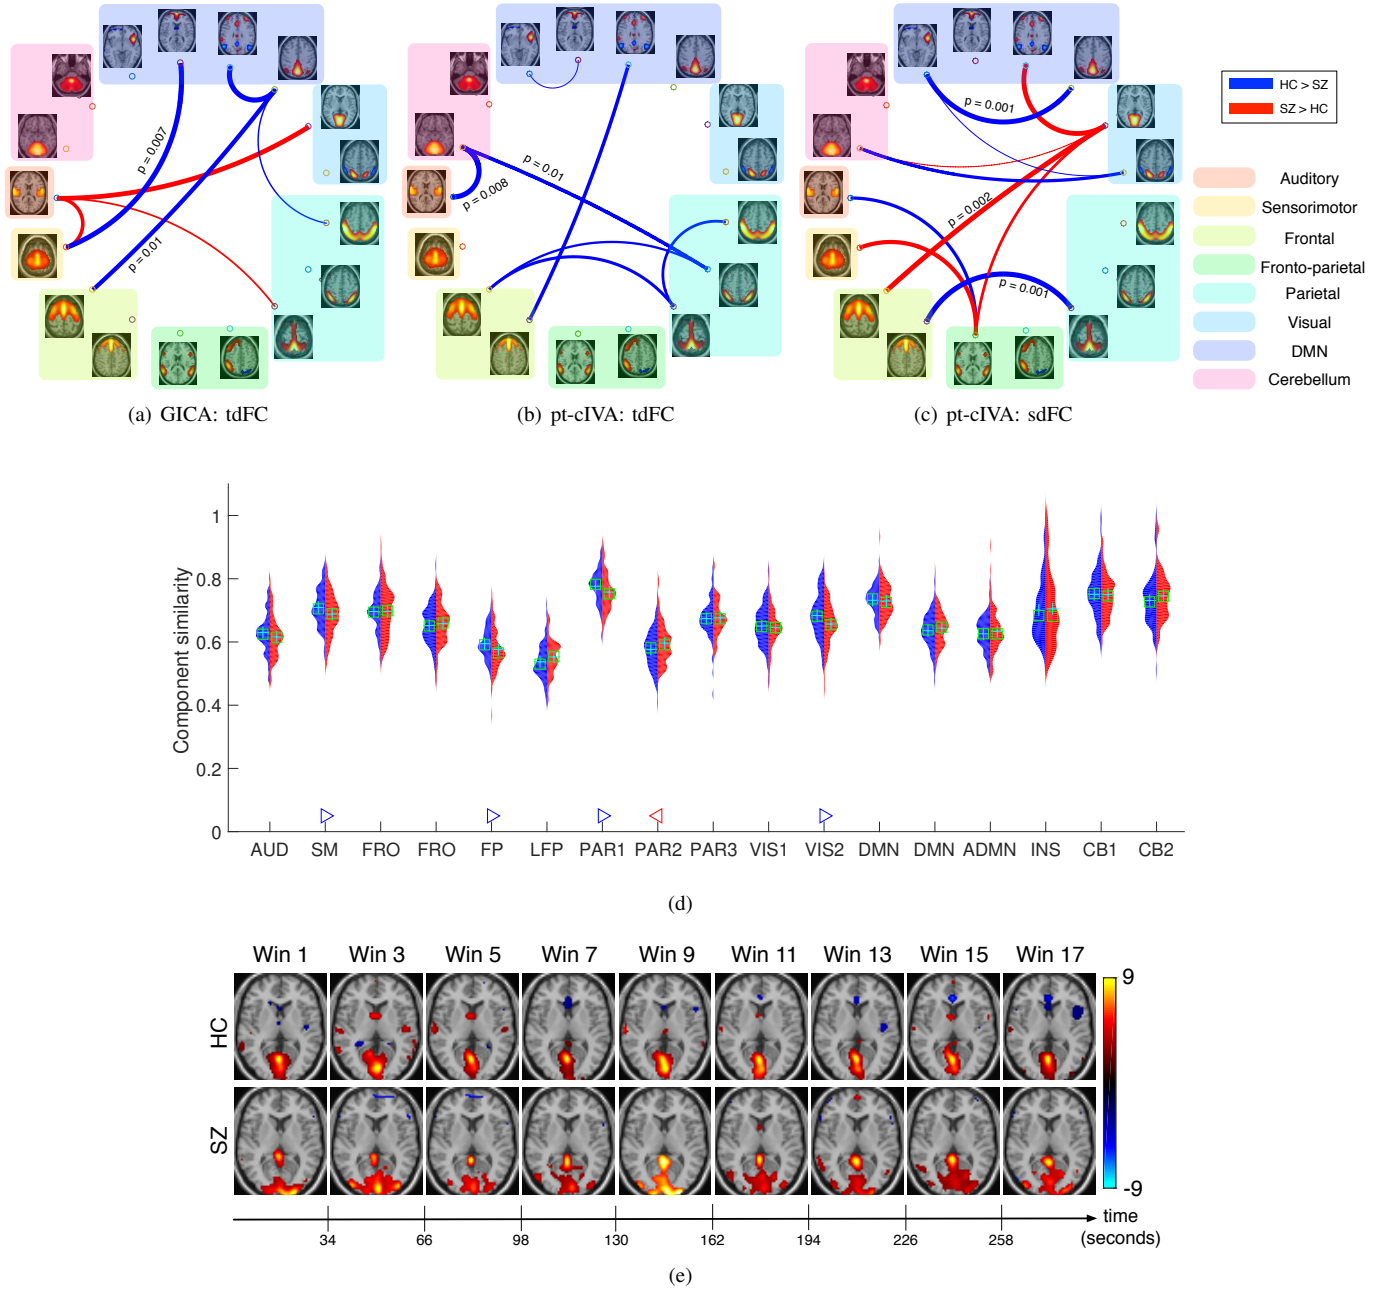 HC > SZ
SZ > HC
p = 0.007
p = 0.01
p = 0.01
p = 0.008
p = 0.001
p = 0.002
p = 0.001
Auditory
Sensorimotor
Frontal
Fronto-parietal
Parietal
Visual
DMN
Cerebellum
(a) GICA: tdFC
(b) pt-cIVA: tdFC
(c) pt-cIVA: sdFC
Component similarity
1
0.8
0.6
0.4
0.2
0
AUD SM FRO FRO FP LFP PAR1 PAR2 PAR3 VIS1 VIS2 DMN DMN ADMN INS CB1 CB2
(d)
Win 1 Win 3 Win 5 Win 7 Win 9 Win 11 Win 13 Win 15 Win 17
HC
SZ
9
-9
34 66 98 130 162 194 226 258
time
(seconds)
(e)